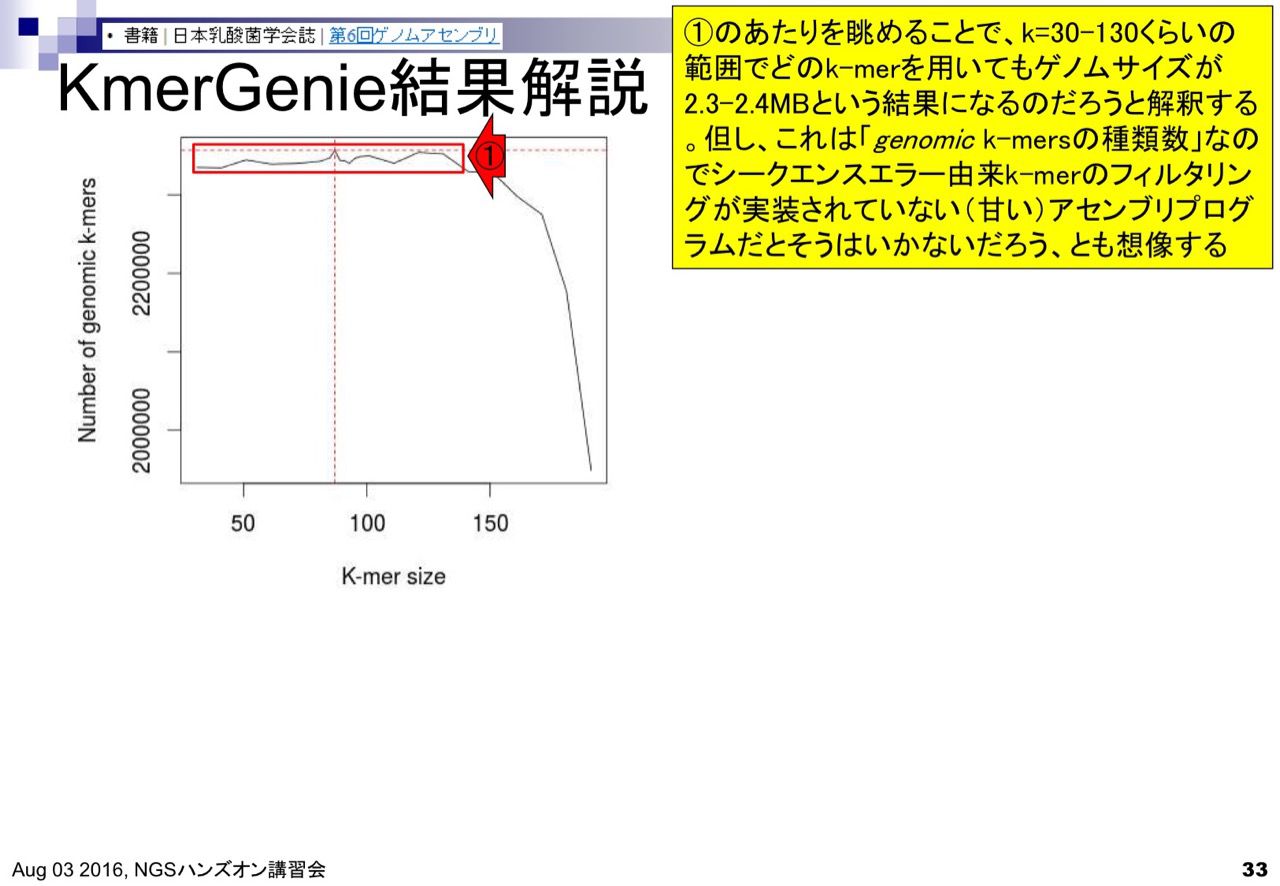 • 書籍 | 日本乳酸菌学会誌 | 第6回ゲノムアセンブリ
KmerGenie結果解説
①のあたりを眺めることで、k=30-130くらいの
範囲でどのk-merを用いてもゲノムサイズが
2.3-2.4MBという結果になるのだろうと解釈する
。但し、これは「genomic k-mersの種類数」なの
でシークエンスエラー由来k-merのフィルタリン
グが実装されていない（甘い）アセンブリプログ
ラムだとそうはいかないだろう、とも想像する
①
Number of genomic k-mers
2200000
2000000
50 100 150
K-mer size
Aug 03 2016, NGSハンズオン講習会
33